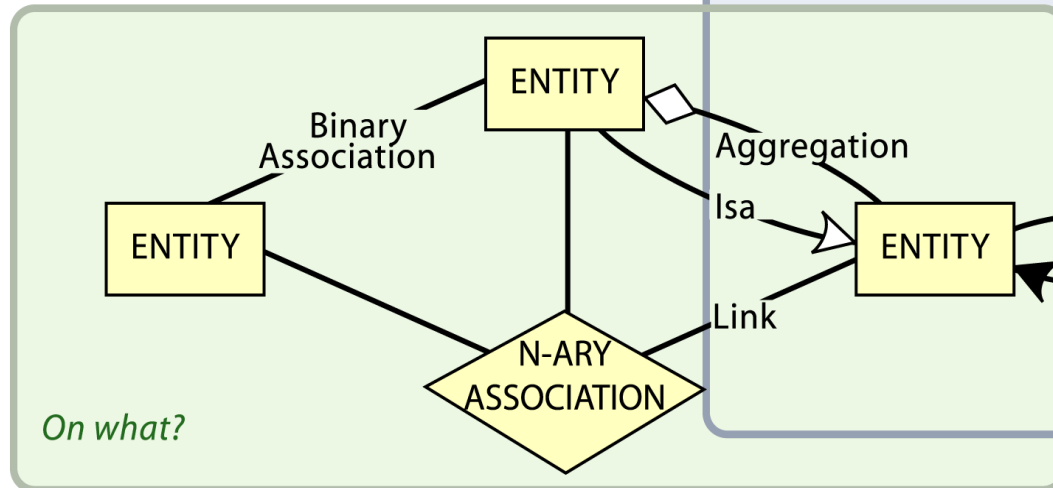 ENTITY
Binary
Association
Aggregation
Isa
ENTITY
ENTITY
Link
N-ARY
ASSOCIATION
On what?